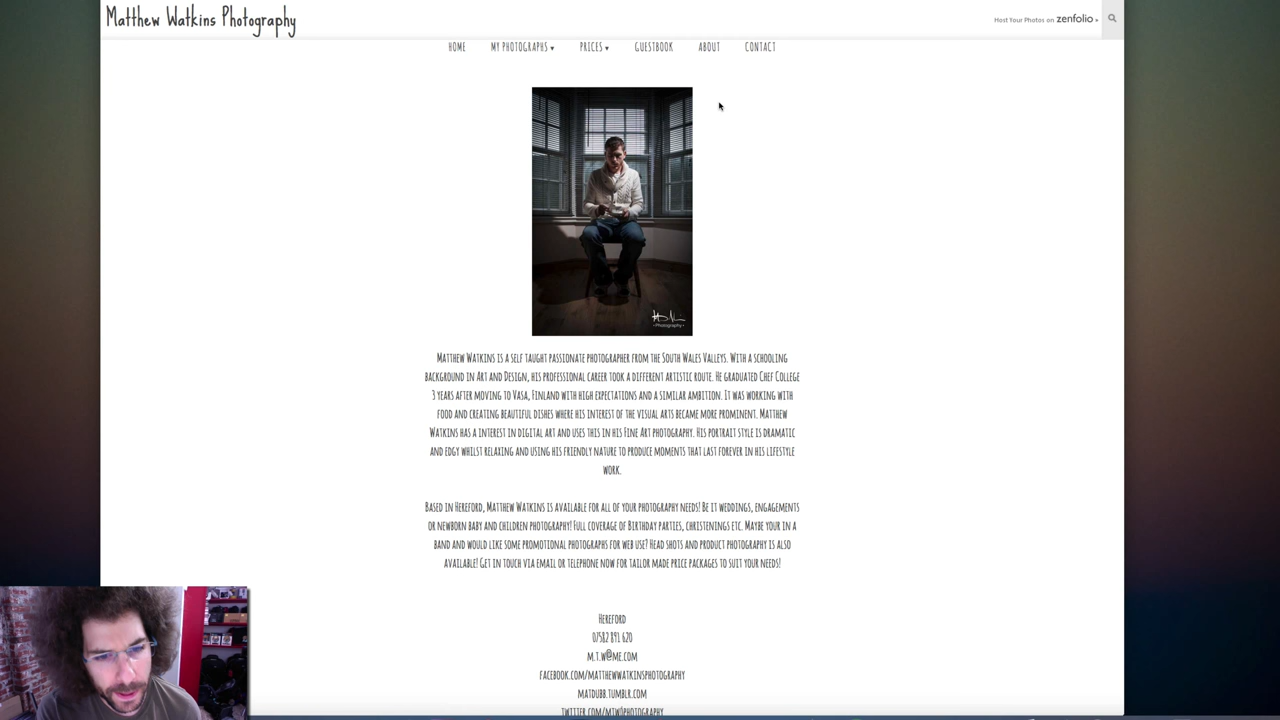 Matthew Watkins Photography
Host Your Photos on zenfolio »
HOME MY PHOTOGRAPHS ▾ PRICES ▾ GUESTBOOK ABOUT CONTACT
Photography
Matthew Watkins is a self taught passionate photographer from the South Wales Valleys. With a schooling
background in Art and Design, his professional career took a different artistic route. He graduated Chef College
3 years after moving to Vasa, Finland with high expectations and a similar ambition. It was working with
food and creating beautiful dishes where his interest of the visual arts became more prominent. Matthew
Watkins has a interest in digital art and uses this in his Fine Art photography. His portrait style is dramatic
and edgy whilst relaxing and using his friendly nature to produce moments that last forever in his lifestyle
work.
Based in Hereford, Matthew Watkins is available for all of your photography needs! Be it weddings, engagements
or newborn baby and children photography! Full coverage of Birthday parties, christenings etc. Maybe your in a
band and would like some promotional photographs for web use? Head shots and product photography is also
available! Get in touch via email or telephone now for tailor made price packages to suit your needs!
Hereford
07582 891 620
m.t.w@me.com
facebook.com/matthewwatkinsphotography
matdubb.tumblr.com